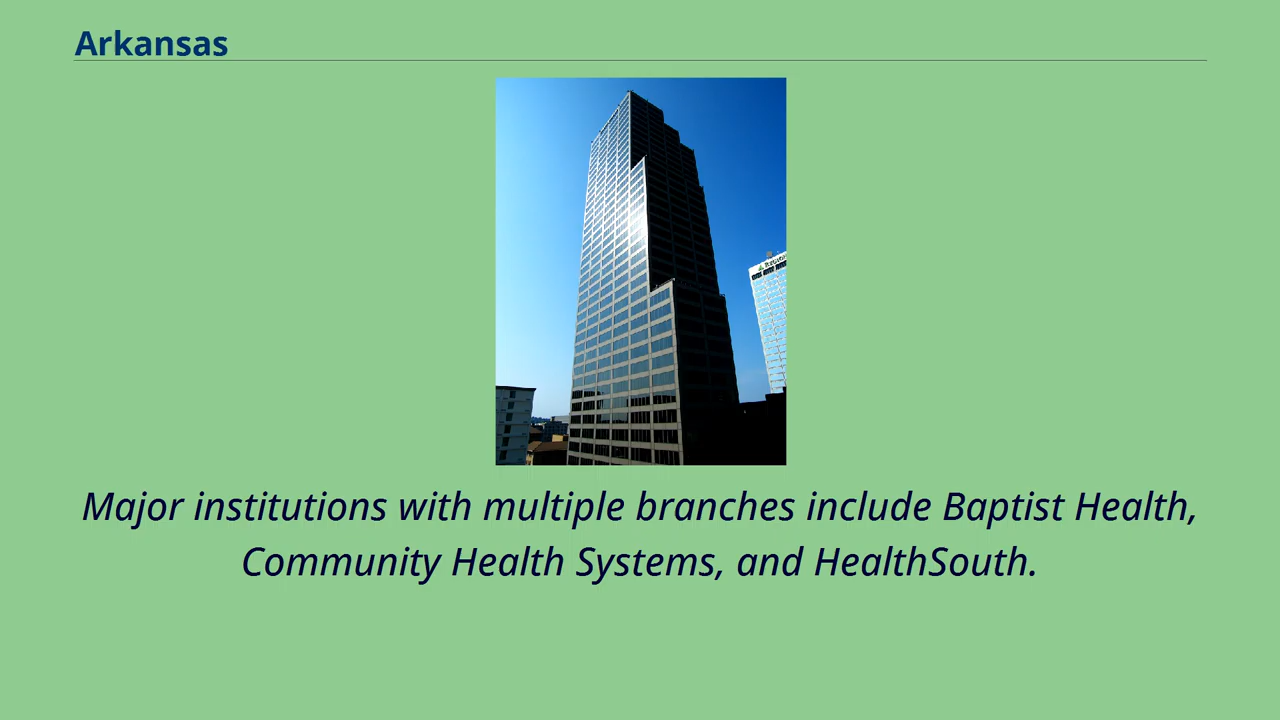 Arkansas
Major institutions with multiple branches include Baptist Health,
Community Health Systems, and HealthSouth.